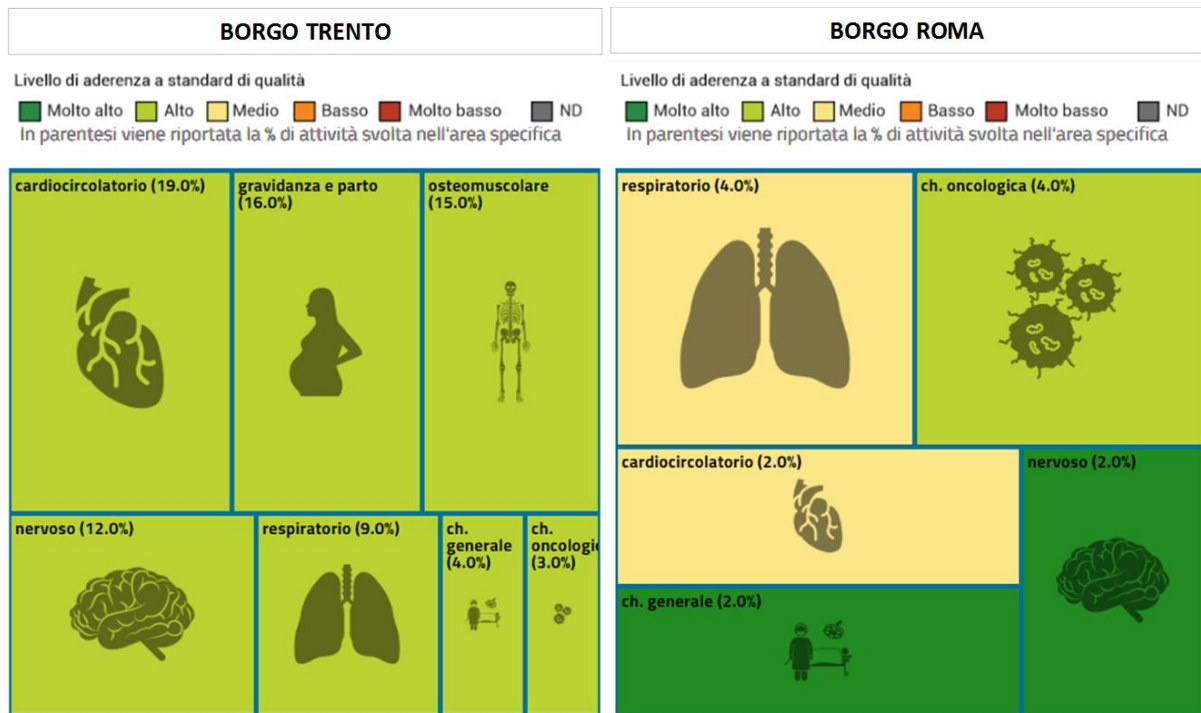 BORGO TRENTO
Livello di aderenza a standard di qualità
Molto alto Alto Medio Basso Molto basso ND
In parentesi viene riportata la % di attività svolta nell'area specifica
cardiocircolatorio (19.0%)
gravidanza e parto
(16.0%)
osteomuscolare
(15.0%)
nervoso (12.0%)
respiratorio (9.0%)
ch.
generale
(4.0%)
ch.
oncologi
(3.0%)
BORGO ROMA
Livello di aderenza a standard di qualità
Molto alto Alto Medio Basso Molto basso ND
In parentesi viene riportata la % di attività svolta nell'area specifica
respiratorio (4.0%)
ch. oncologica (4.0%)
cardiocircolatorio (2.0%)
nervoso (2.0%)
ch. generale (2.0%)